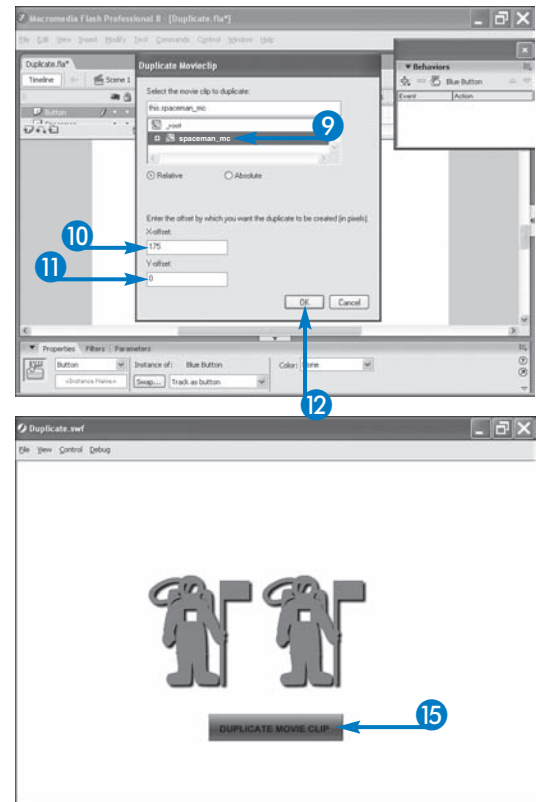 Macromedia Flash Professional 8 - [Duplicate.fla*]
File Edit View Insert Modify Text Commands Control Window Help
Duplicate.fla*
Timeline Scene 1
Button
Duplicate Movieclip
Select the movie clip to duplicate:
this.spaceman_mc
_root
spaceman_mc
9
Relative Absolute
Enter the offset by which you want the duplicate to be created (in pixels).
X-offset:
10
175
Y-offset:
11
0
OK Cancel
12
Behaviors
Blue Button
Event Action
Properties Filters Parameters
Button Instance of: Blue Button Color: None
<Instance Name> Swap... Track as button
Duplicate.swf
File View Control Debug
DUPLICATE MOVIE CLIP
15